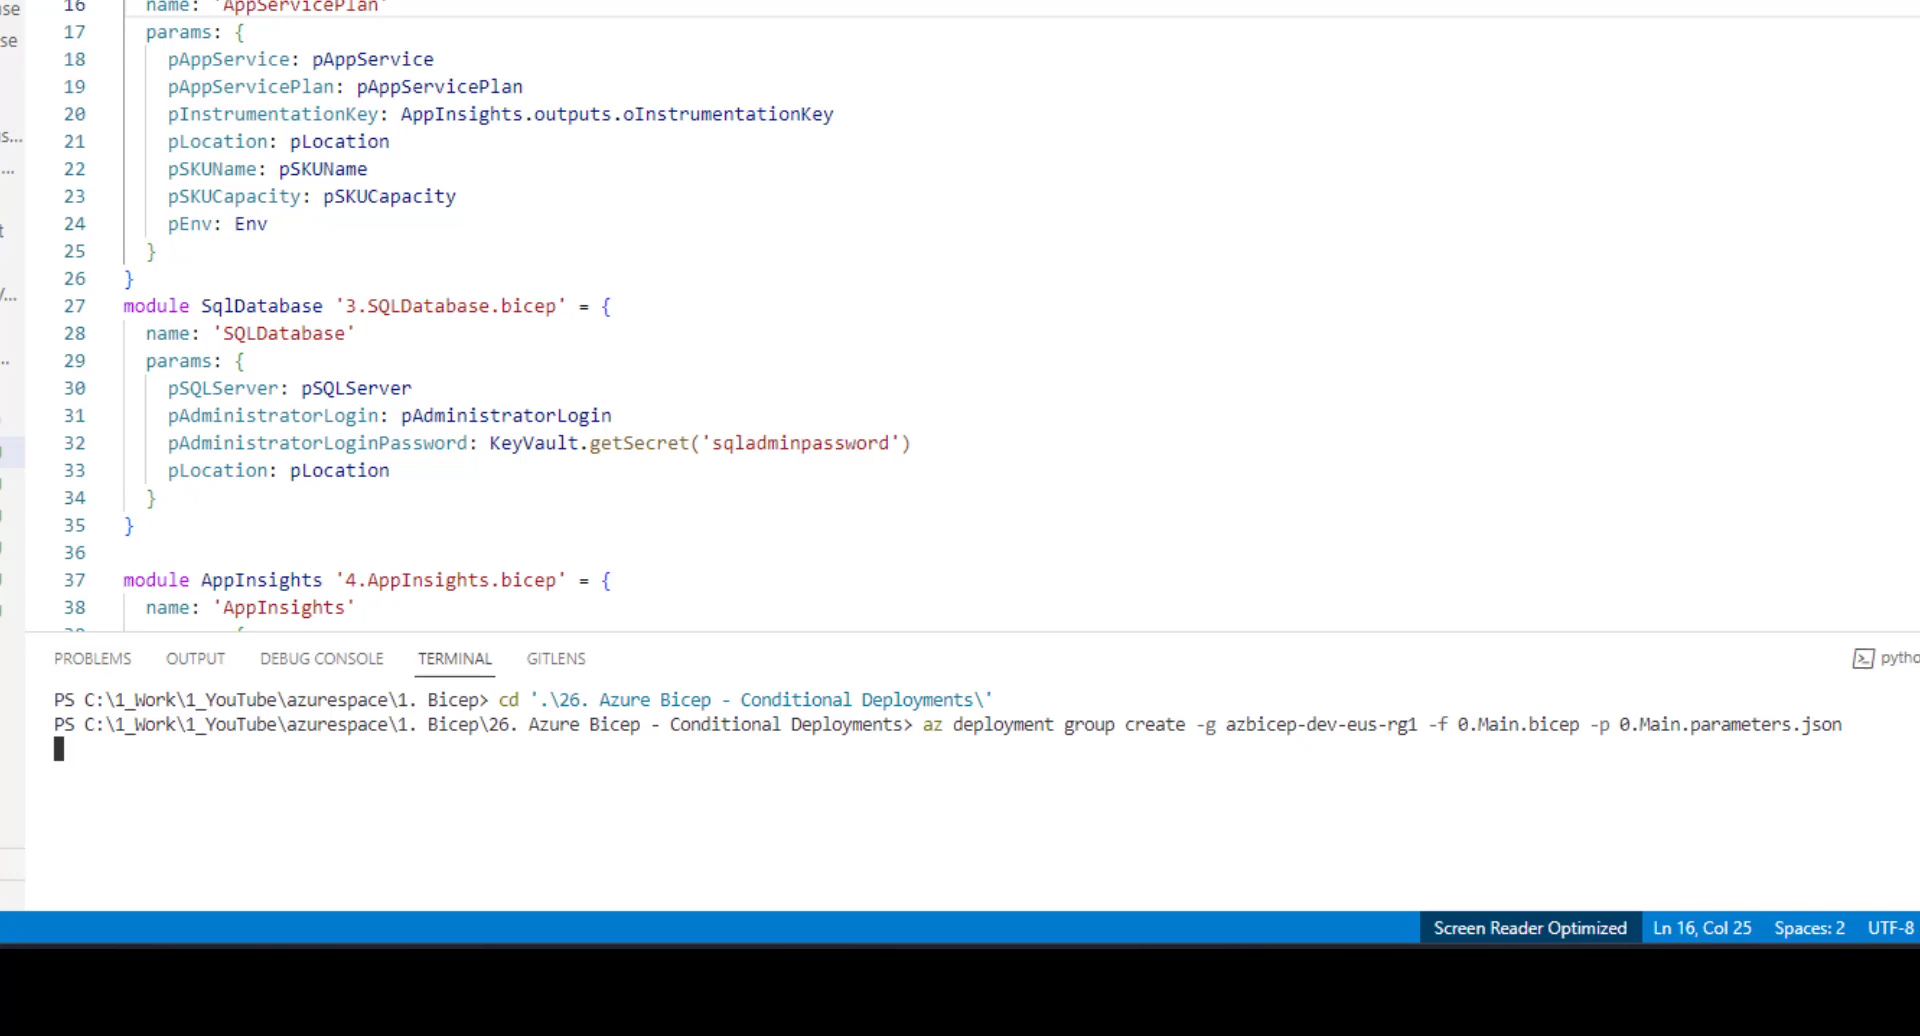 16 name: 'AppServicePlan'
17 params: {
18 pAppService: pAppService
19 pAppServicePlan: pAppServicePlan
20 pInstrumentationKey: AppInsights.outputs.oInstrumentationKey
21 pLocation: pLocation
22 pSKUName: pSKUName
23 pSKUCapacity: pSKUCapacity
24 pEnv: Env
25 }
26 }
27 module SqlDatabase '3.SQLDatabase.bicep' = {
28 name: 'SQLDatabase'
29 params: {
30 pSQLServer: pSQLServer
31 pAdministratorLogin: pAdministratorLogin
32 pAdministratorLoginPassword: KeyVault.getSecret('sqladminpassword')
33 pLocation: pLocation
34 }
35 }
36
37 module AppInsights '4.AppInsights.bicep' = {
38 name: 'AppInsights'
PROBLEMS OUTPUT DEBUG CONSOLE TERMINAL GITLENS
PS C:\1_Work\1_YouTube\azurespace\1. Bicep> cd '.\26. Azure Bicep - Conditional Deployments\'
PS C:\1_Work\1_YouTube\azurespace\1. Bicep\26. Azure Bicep - Conditional Deployments> az deployment group create -g azbicep-dev-eus-rg1 -f 0.Main.bicep -p 0.Main.parameters.json
Screen Reader Optimized Ln 16, Col 25 Spaces: 2 UTF-8